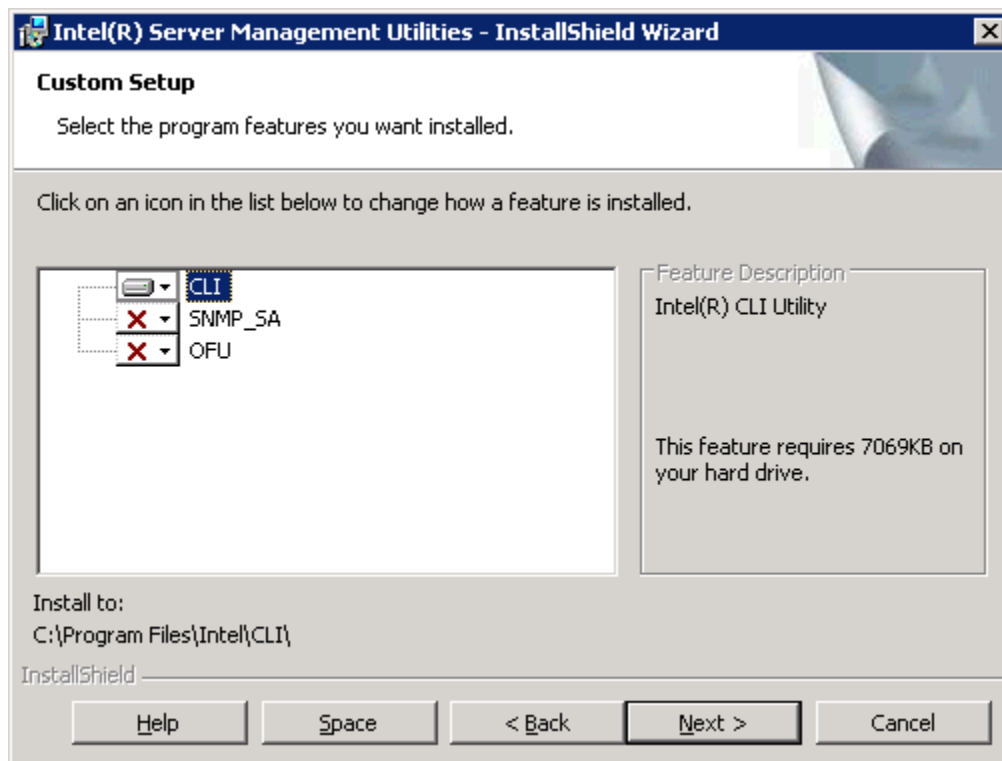 Intel(R) Server Management Utilities - InstallShield Wizard
Custom Setup
Select the program features you want installed.
Click on an icon in the list below to change how a feature is installed.
CLI
SNMP_SA
OFU
Feature Description
Intel(R) CLI Utility
This feature requires 7069KB on
your hard drive.
Install to:
C:\Program Files\Intel\CLI\
InstallShield
Help
Space
< Back
Next >
Cancel